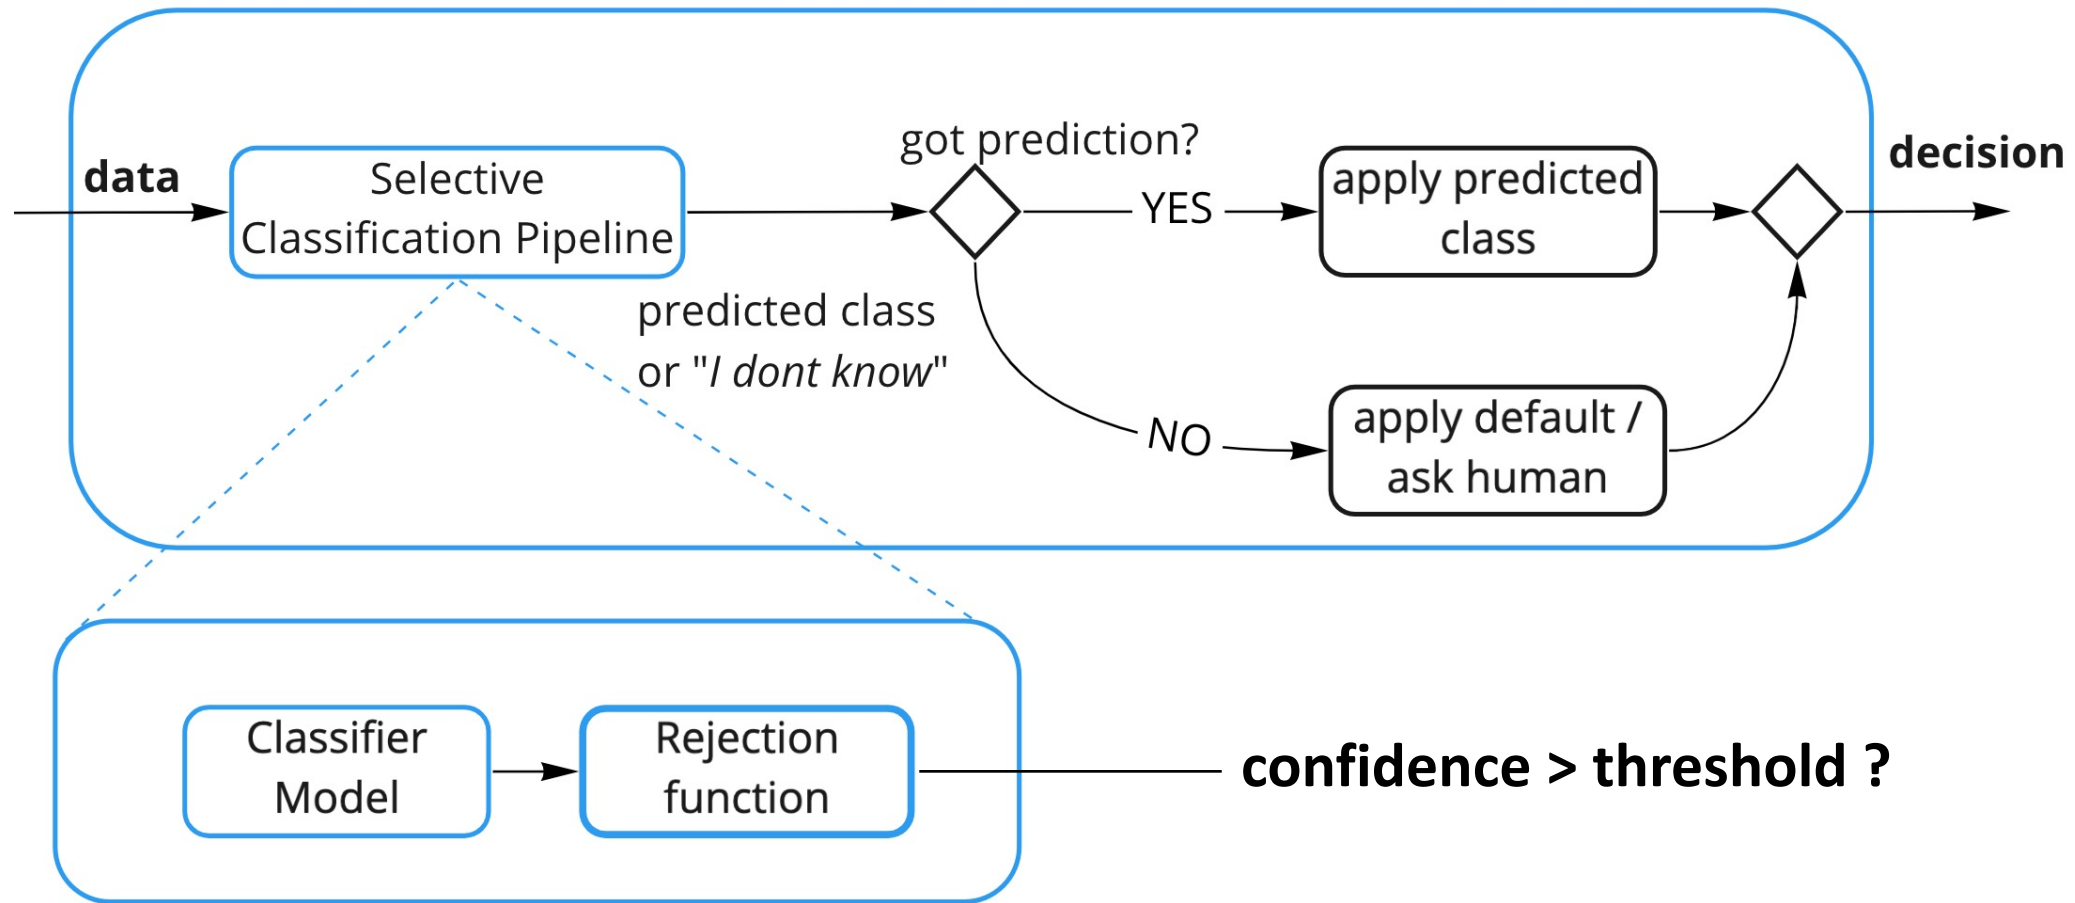 data
Selective
Classification Pipeline
predicted class
or "I dont know"
got prediction?
YES
apply predicted
class
NO
apply default /
ask human
decision
Classifier
Model
Rejection
function
confidence > threshold ?